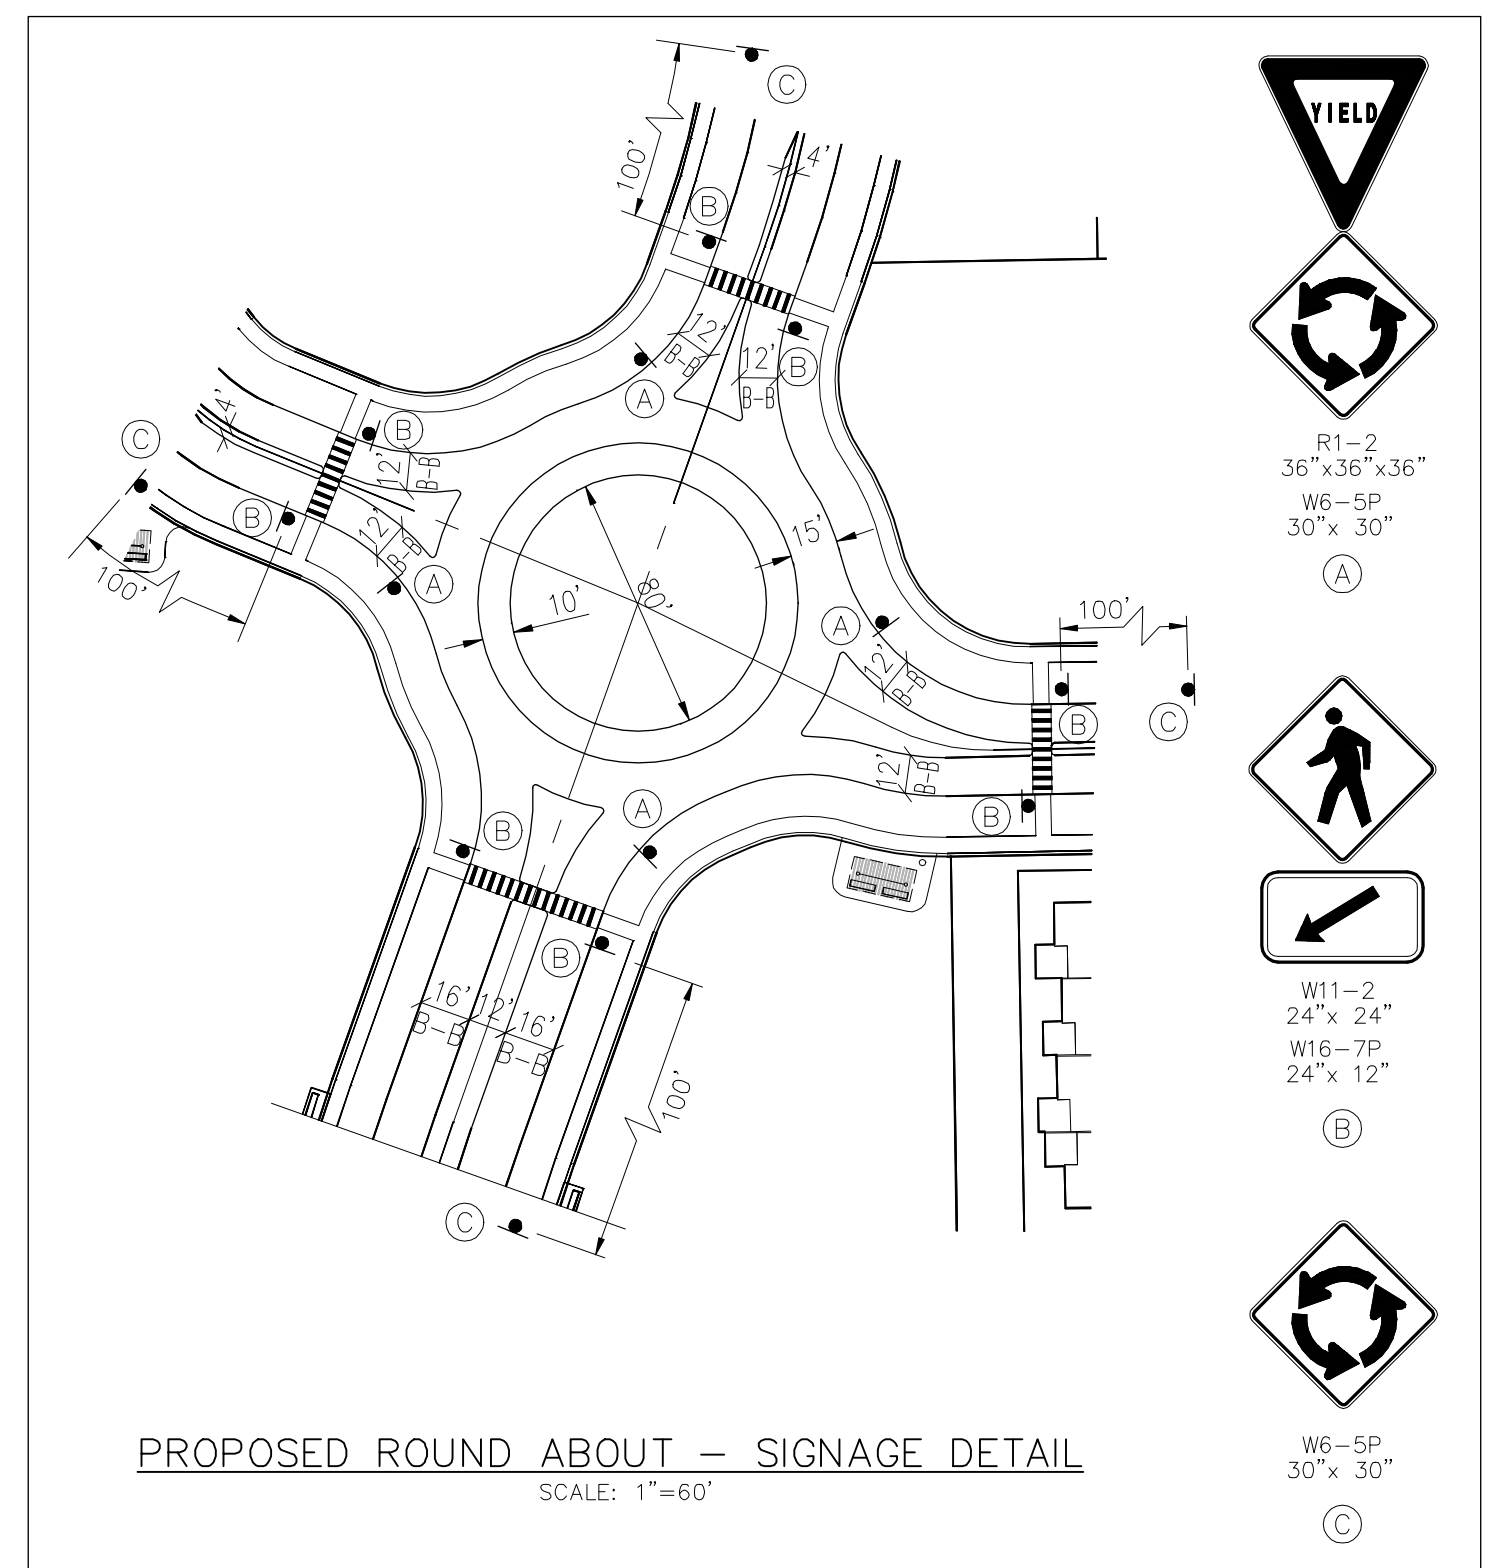 C
100'
4'
B
12'
B-B
12'
B-B
B
A
C
4'
B
12'
B-B
B
12'
B-B
A
100'
15'
10'
80'
A
12'
B-B
100'
B
C
12'
B-B
B
A
B
B
16'
B-B
12'
16'
B-B
100'
C
YIELD
R1-2
36"x36"x36"
W6-5P
30"x 30"
A
W11-2
24"x 24"
W16-7P
24"x 12"
B
W6-5P
30"x 30"
C
PROPOSED ROUND ABOUT - SIGNAGE DETAIL
SCALE: 1"=60'